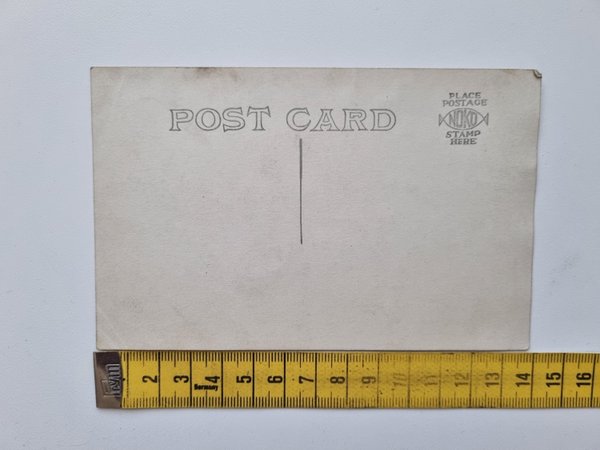 POST CARD
PLACE
POSTAGE
NOKO
STAMP
HERE
2 3 4 Germany 5 6 7 8 9 10 11 12 13 14 15 16